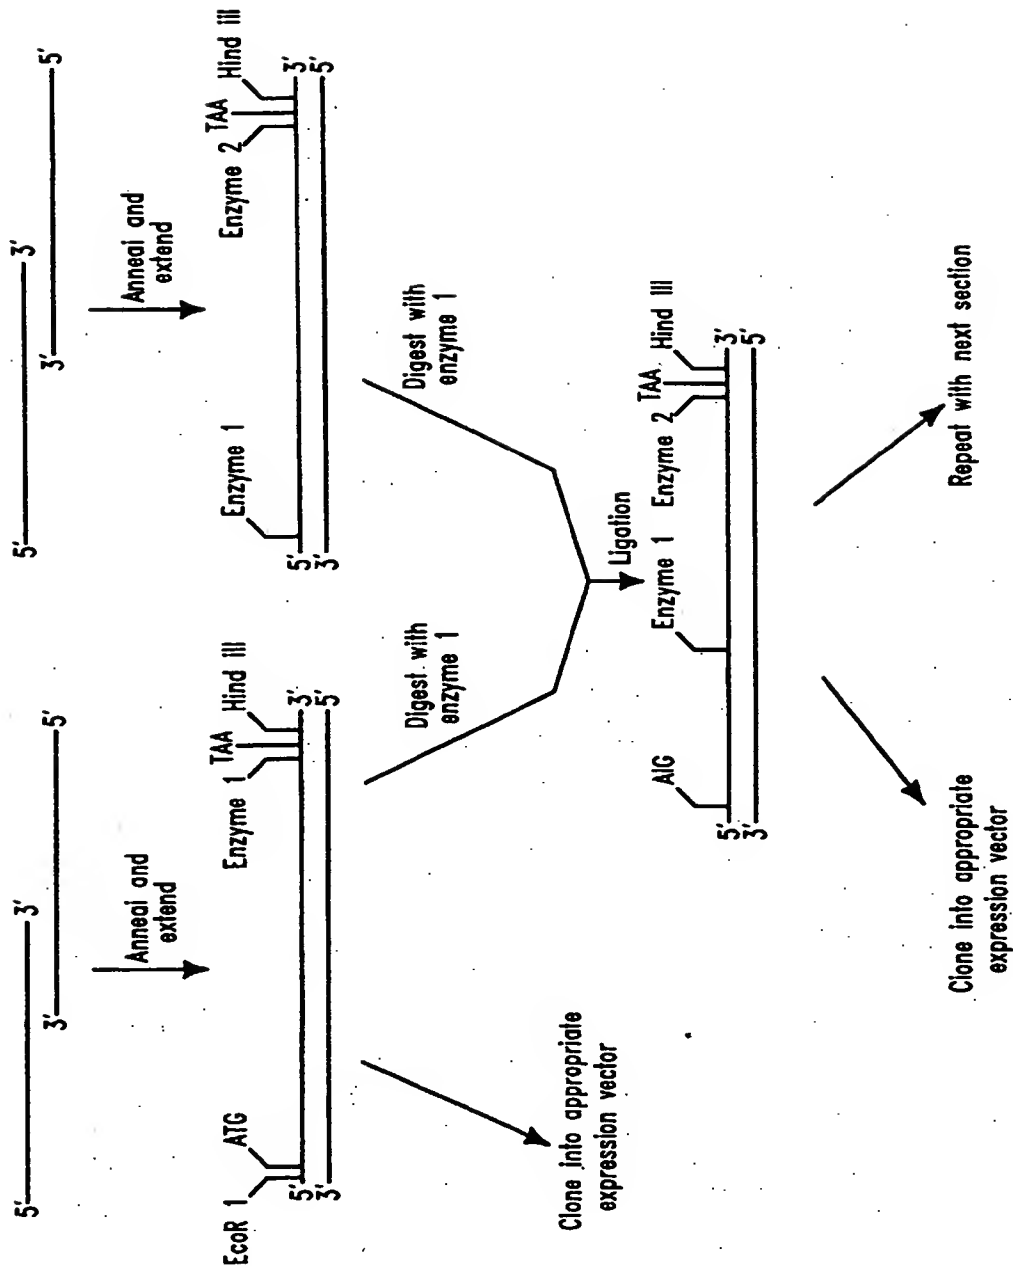 5' 3'
3' 5'
5' 3'
3' 5'
Anneai and
extend
Anneai and
extend
EcoR 1
ATG
Enzyme 1
TAA
Hind III
5' 3'
3' 5'
Enzyme 1
Enzyme 2
TAA
Hind III
5' 3'
3' 5'
Digest with
enzyme 1
Digest with
enzyme 1
Clone into appropriate
expression vector
Ligation
AIG
Enzyme 1
Enzyme 2
TAA
Hind III
5' 3'
3' 5'
Clone into appropriate
expression vector
Repeat with next section